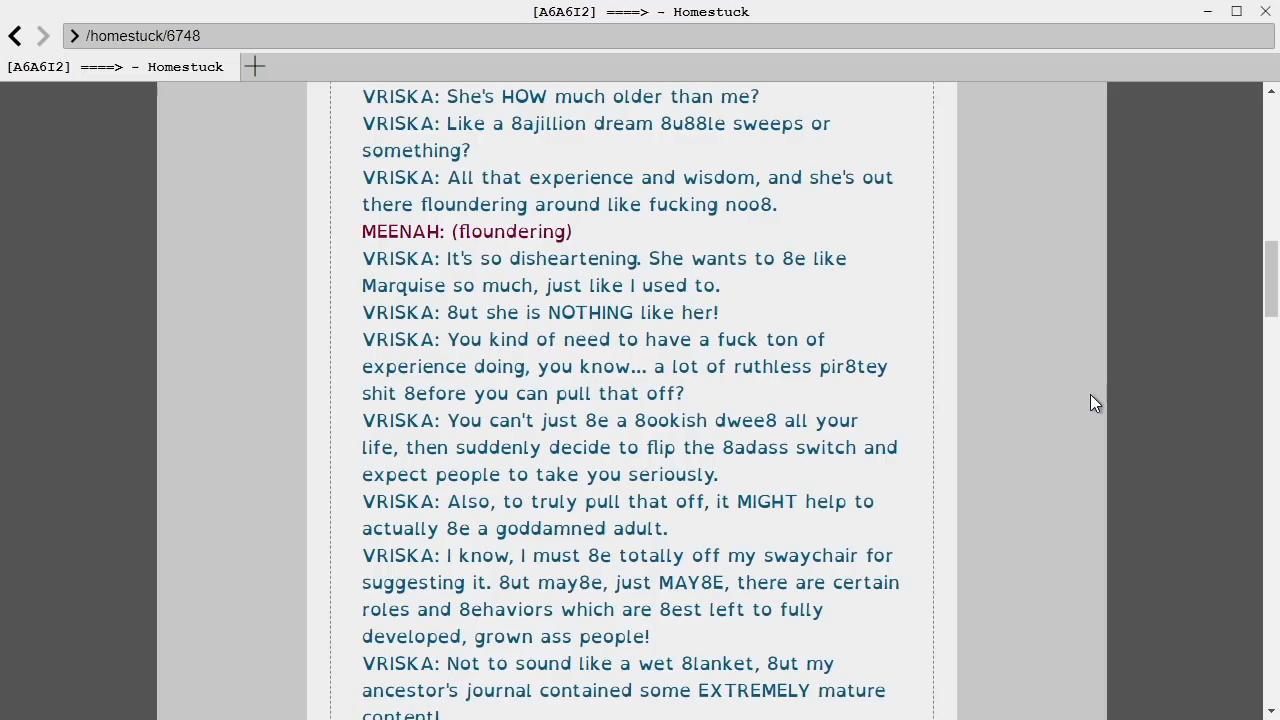 [A6A6I2] ====> - Homestuck
/homestuck/6748
[A6A6I2] ====> - Homestuck
VRISKA: She's HOW much older than me?
VRISKA: Like a 8ajillion dream 8u88le sweeps or
something?
VRISKA: All that experience and wisdom, and she's out
there floundering around like fucking noo8.
MEENAH: (floundering)
VRISKA: It's so disheartening. She wants to 8e like
Marquise so much, just like I used to.
VRISKA: 8ut she is NOTHING like her!
VRISKA: You kind of need to have a fuck ton of
experience doing, you know... a lot of ruthless pir8tey
shit 8efore you can pull that off?
VRISKA: You can't just 8e a 8ookish dwee8 all your
life, then suddenly decide to flip the 8adass switch and
expect people to take you seriously.
VRISKA: Also, to truly pull that off, it MIGHT help to
actually 8e a goddamned adult.
VRISKA: I know, I must 8e totally off my swaychair for
suggesting it. 8ut may8e, just MAY8E, there are certain
roles and 8ehaviors which are 8est left to fully
developed, grown ass people!
VRISKA: Not to sound like a wet 8lanket, 8ut my
ancestor's journal contained some EXTREMELY mature
content!